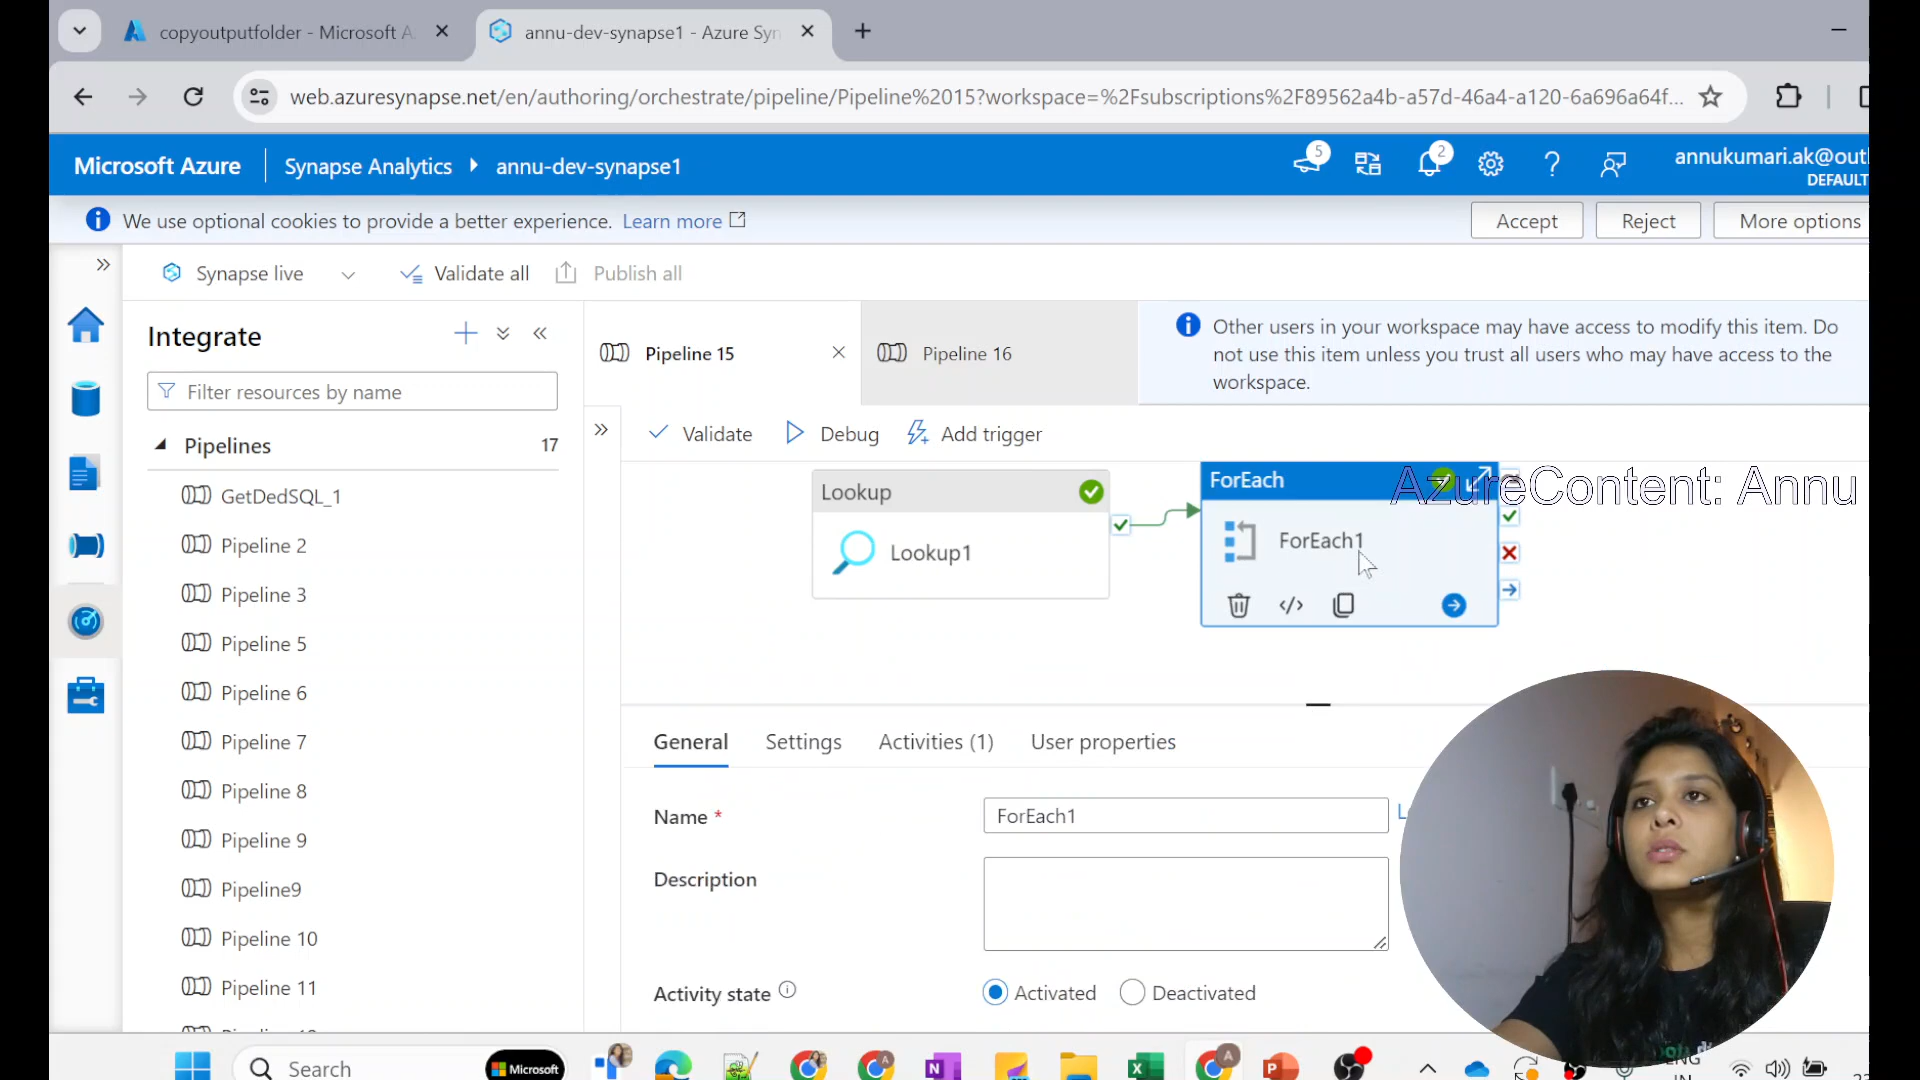 copyoutputfolder - Microsoft A
annu-dev-synapse1 - Azure Syn
web.azuresynapse.net/en/authoring/orchestrate/pipeline/Pipeline%2015?workspace=%2Fsubscriptions%2F89562a4b-a57d-46a4-a120-6a696a64f...
Microsoft Azure
Synapse Analytics
annu-dev-synapse1
5
2
annukumari.ak@out
DEFAULT
We use optional cookies to provide a better experience. Learn more
Accept
Reject
More options
Synapse live
Validate all
Publish all
Integrate
Pipeline 15
Pipeline 16
Other users in your workspace may have access to modify this item. Do
not use this item unless you trust all users who may have access to the
workspace.
Filter resources by name
Validate
Debug
Add trigger
Pipelines
17
GetDedSQL_1
Pipeline 2
Pipeline 3
Pipeline 5
Pipeline 6
Pipeline 7
Pipeline 8
Pipeline 9
Pipeline9
Pipeline 10
Pipeline 11
Lookup
Lookup1
ForEach
AzureContent: Annu
ForEach1
General
Settings
Activities (1)
User properties
Name *
ForEach1
Description
Activity state
Activated
Deactivated
Search
Microsoft
ENG
IN